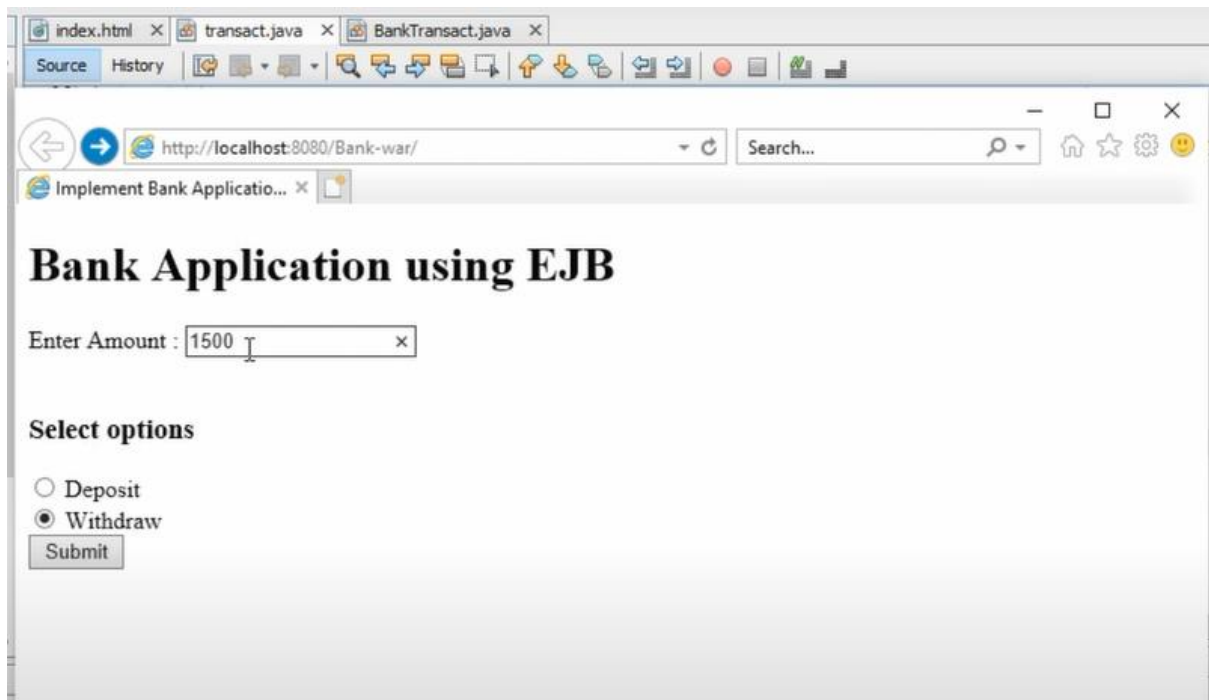 index.html transact.java BankTransact.java
Source History
http://localhost:8080/Bank-war/ Search...
Implement Bank Applicatio...
Bank Application using EJB
Enter Amount : 1500
Select options
Deposit
Withdraw
Submit